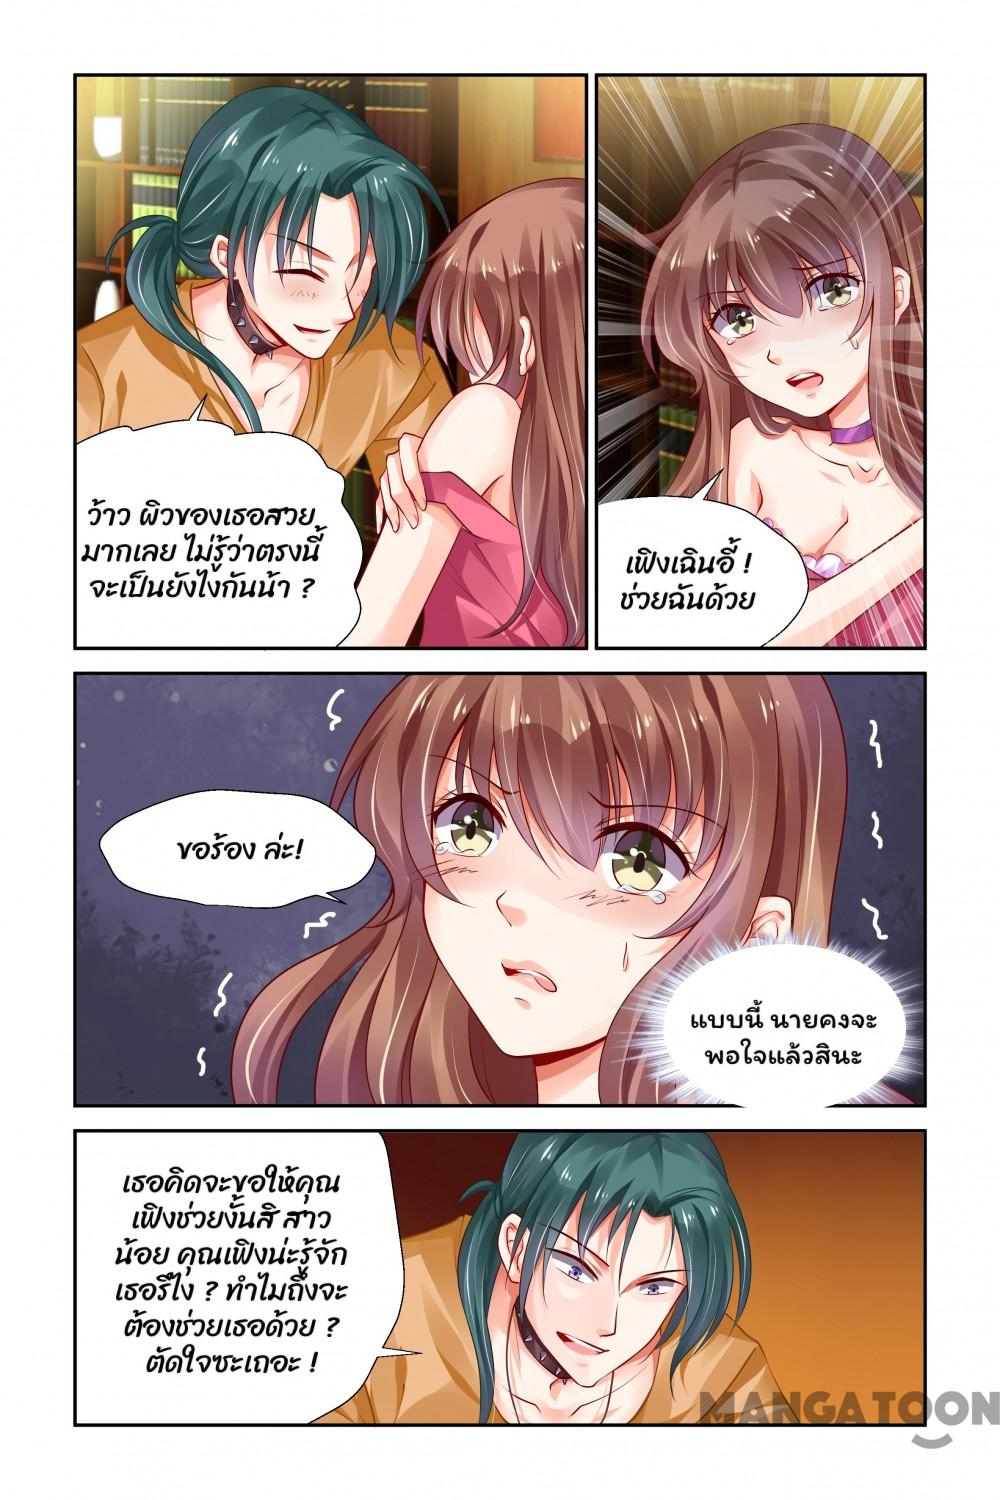 ว้าว ผิวของเธอสวย
มากเลย ไม่รู้ว่าตรงนี้
จะเป็นยังไงกันน้า ?
เฟิงเฉินอี้ !
ช่วยฉันด้วย
ขอร้อง ล่ะ!
แบบนี้ นายคงจะ
พอใจแล้วสินะ
เธอคิดจะขอให้คุณ
เฟิงช่วยงั้นสิ สาว
น้อย คุณเฟิงน่ะรู้จัก
เธอรึไง ? ทำไมถึงจะ
ต้องช่วยเธอด้วย ?
ตัดใจซะเถอะ !
MANGATOON